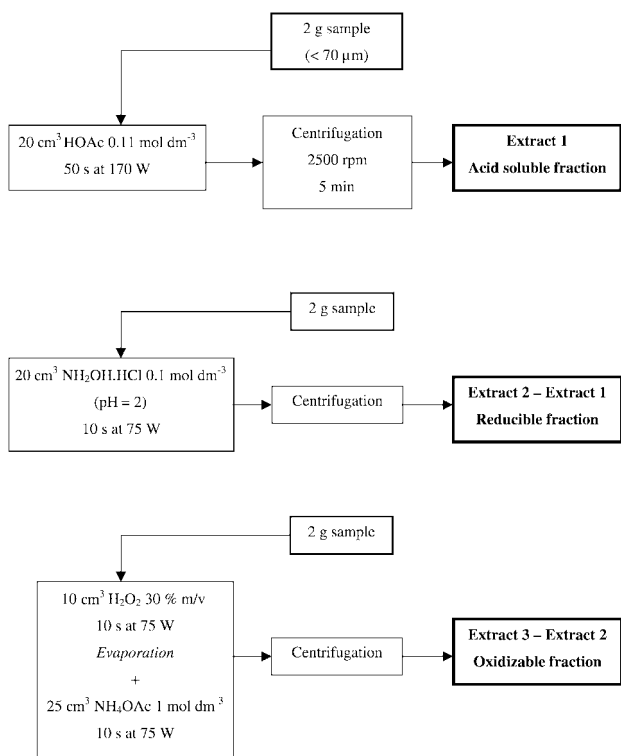 2 g sample
(< 70 µm)
20 cm³ HOAc 0.11 mol dm⁻³
50 s at 170 W
Centrifugation
2500 rpm
5 min
Extract 1
Acid soluble fraction
2 g sample
20 cm³ NH₂OH.HCl 0.1 mol dm⁻³
(pH = 2)
10 s at 75 W
Centrifugation
Extract 2 – Extract 1
Reducible fraction
2 g sample
10 cm³ H₂O₂ 30 % m/v
10 s at 75 W
Evaporation
+
25 cm³ NH₄OAc 1 mol dm ³
10 s at 75 W
Centrifugation
Extract 3 – Extract 2
Oxidizable fraction